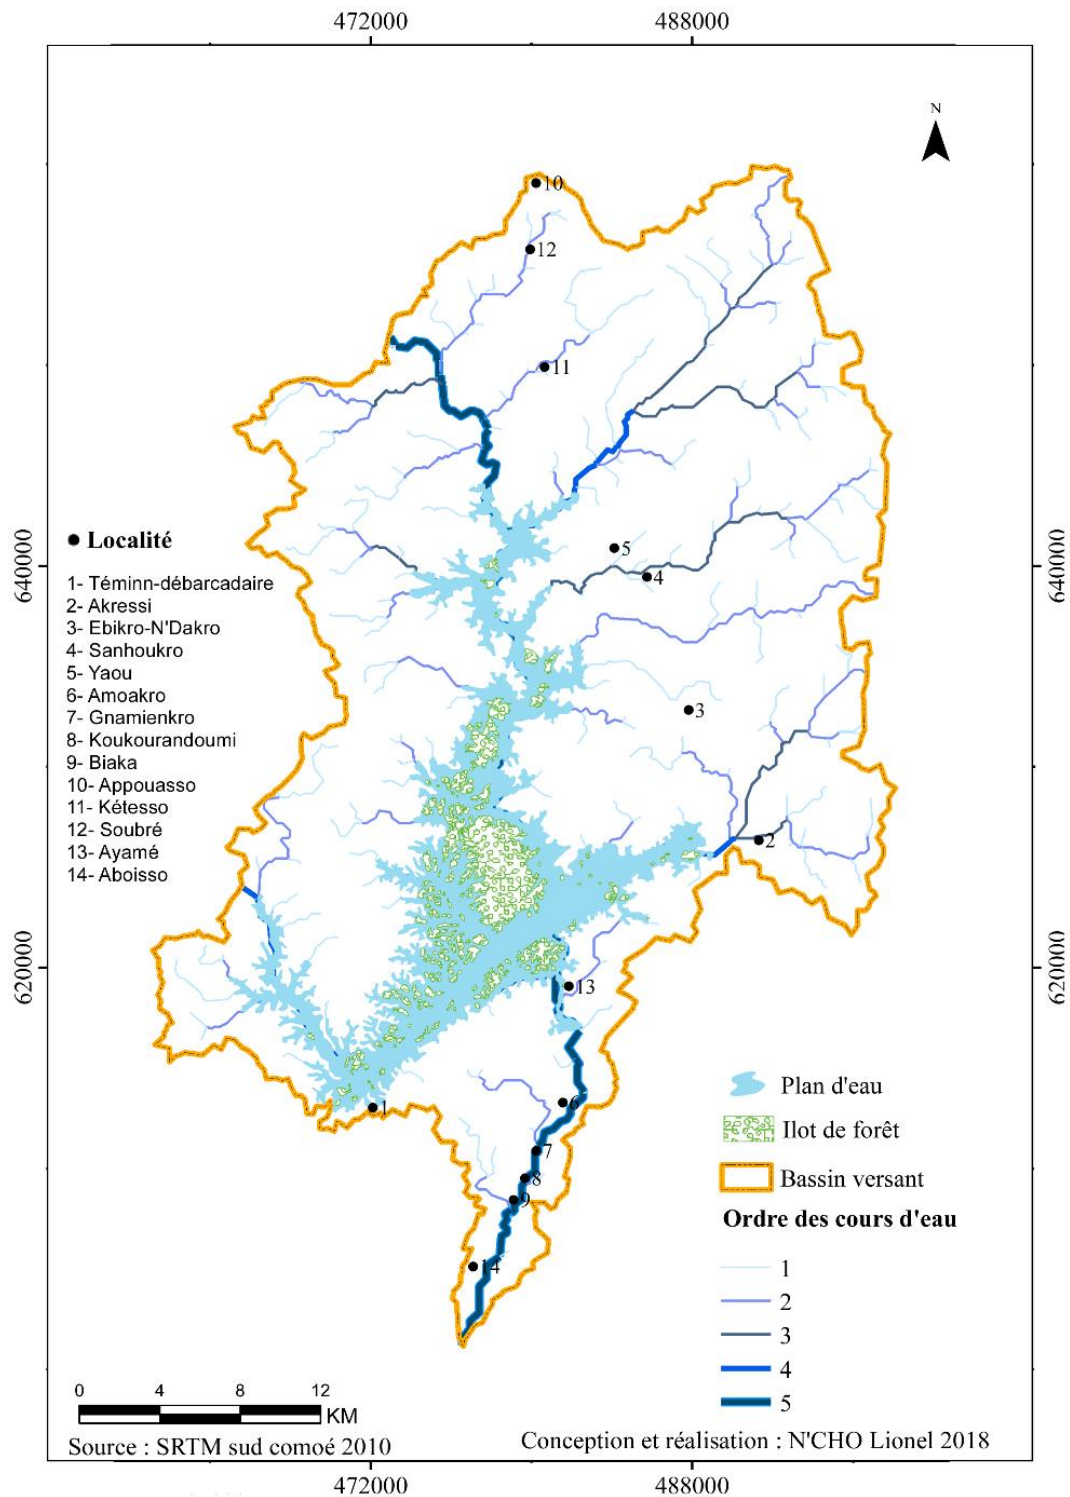 472000
488000
N
10
12
11
5
4
3
2
13
1
6
7
8
9
14
640000
640000
620000
620000
Localité
1- Téminn-débarcadaire
2- Akressi
3- Ebikro-N'Dakro
4- Sanhoukro
5- Yaou
6- Amoakro
7- Gnamienkro
8- Koukourandoumi
9- Biaka
10- Appouasso
11- Kétesso
12- Soubré
13- Ayamé
14- Aboisso
Plan d'eau
Ilot de forêt
Bassin versant
Ordre des cours d'eau
1
2
3
4
5
0 4 8 12
KM
Source : SRTM sud comoé 2010
Conception et réalisation : N'CHO Lionel 2018
472000
488000